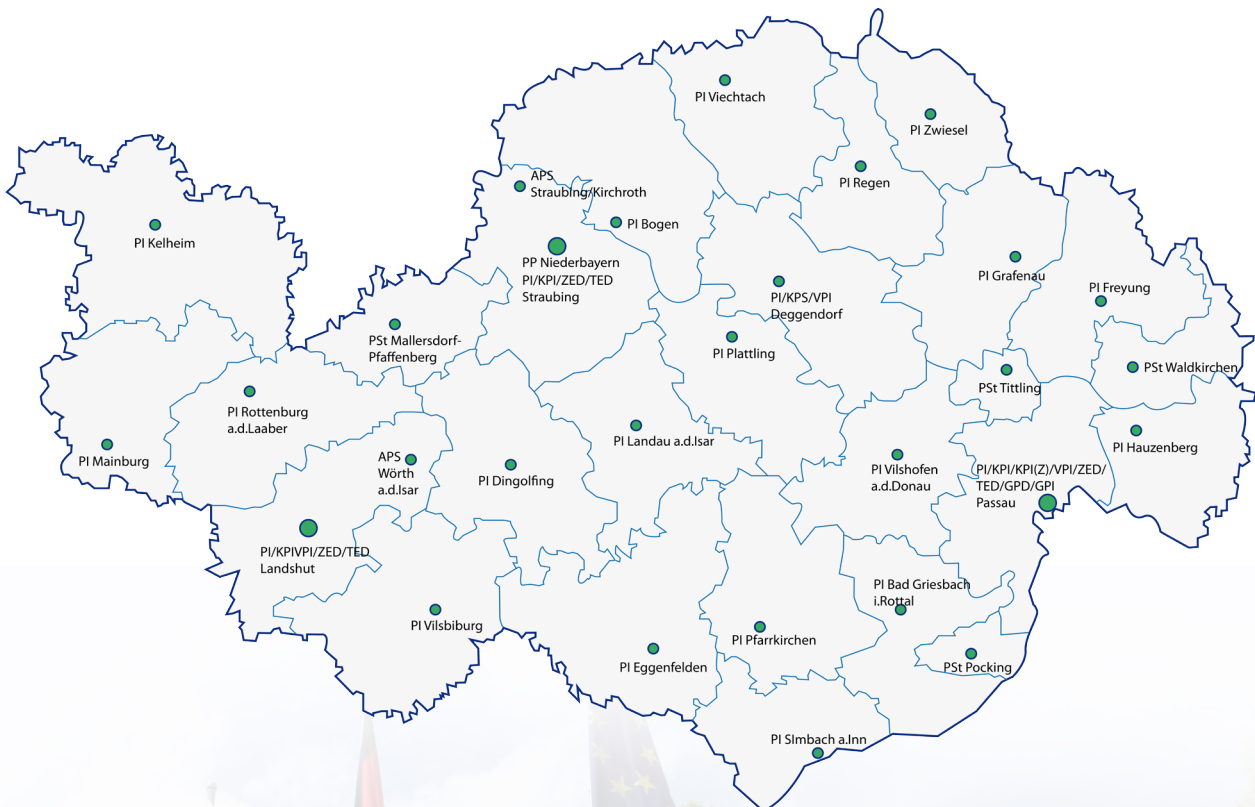 PI Viechtach
PI Zwiesel
PI Regen
APS
Straubing/Kirchroth
PI Bogen
PI Kelheim
PP Niederbayern
PI/KPI/ZED/TED
Straubing
PI Grafenau
PI Freyung
PI/KPS/VPI
Deggendorf
PSt Mallersdorf-
Pfaffenberg
PI Plattling
PSt Waldkirchen
PSt Tittling
PI Rottenburg
a.d.Laaber
PI Landau a.d.Isar
PI Hauzenberg
PI Mainburg
APS
Wörth
a.d.Isar
PI Dingolfing
PI Vilshofen
a.d.Donau
PI/KPI/KPI(Z)/VPI/ZED/
TED/GPD/GPI
Passau
PI/KPIVPI/ZED/TED
Landshut
PI Bad Griesbach
i.Rottal
PI Vilsbiburg
PI Pfarrkirchen
PI Eggenfelden
PSt Pocking
PI SImbach a.Inn